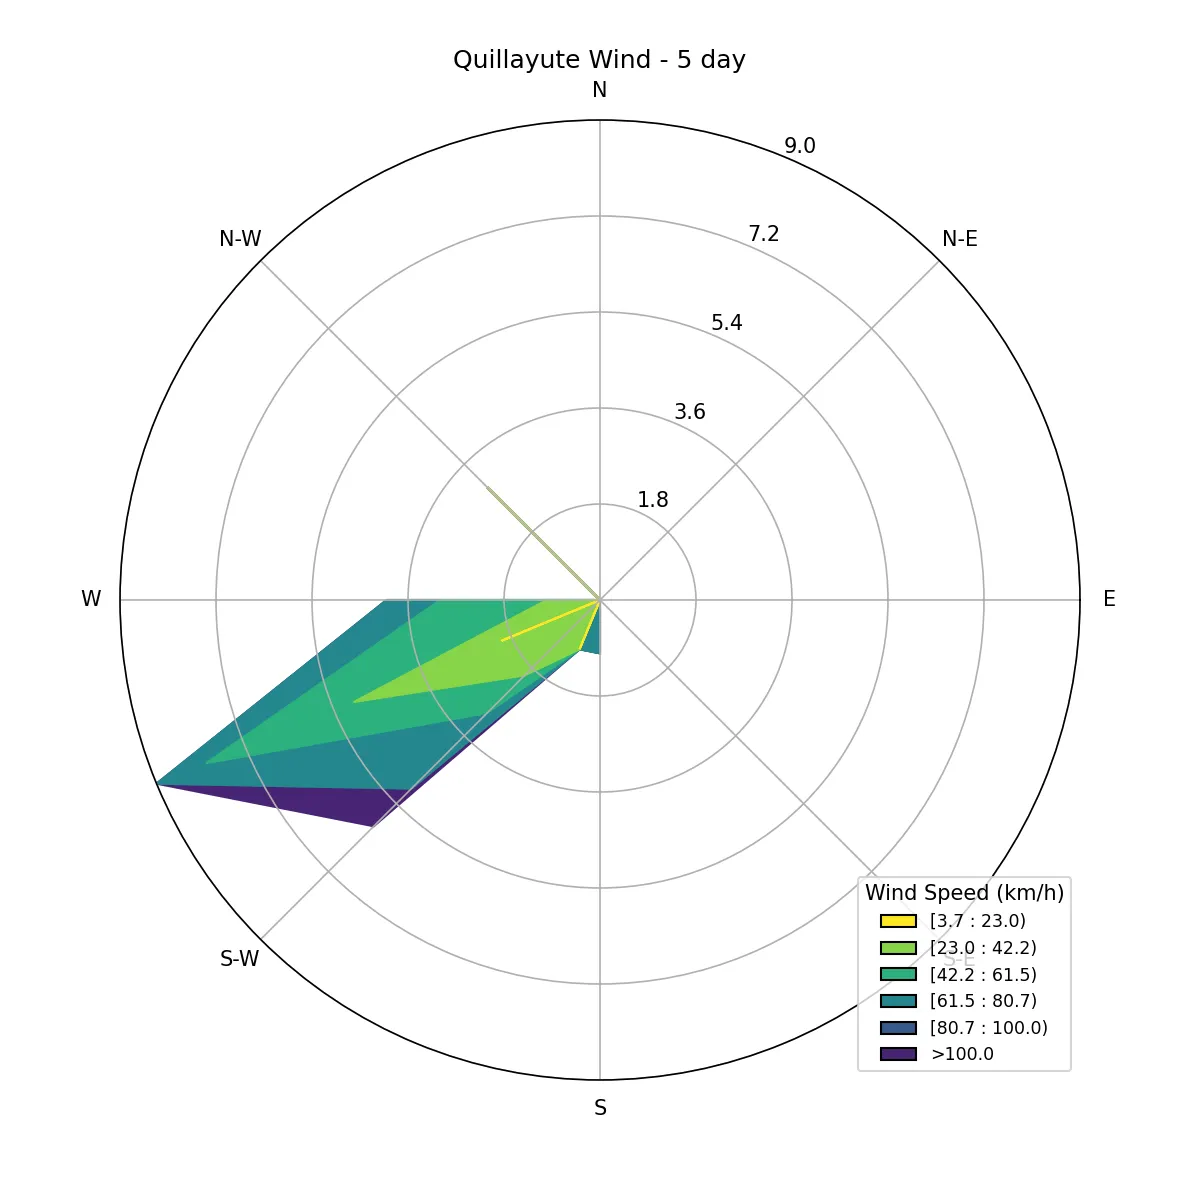 Quillayute Wind - 5 day
N
9.0
N-W
7.2
N-E
5.4
3.6
1.8
W
E
Wind Speed (km/h)
[3.7 : 23.0)
[23.0 : 42.2)
S-W
S-E
[42.2 : 61.5)
[61.5 : 80.7)
[80.7 : 100.0)
>100.0
S